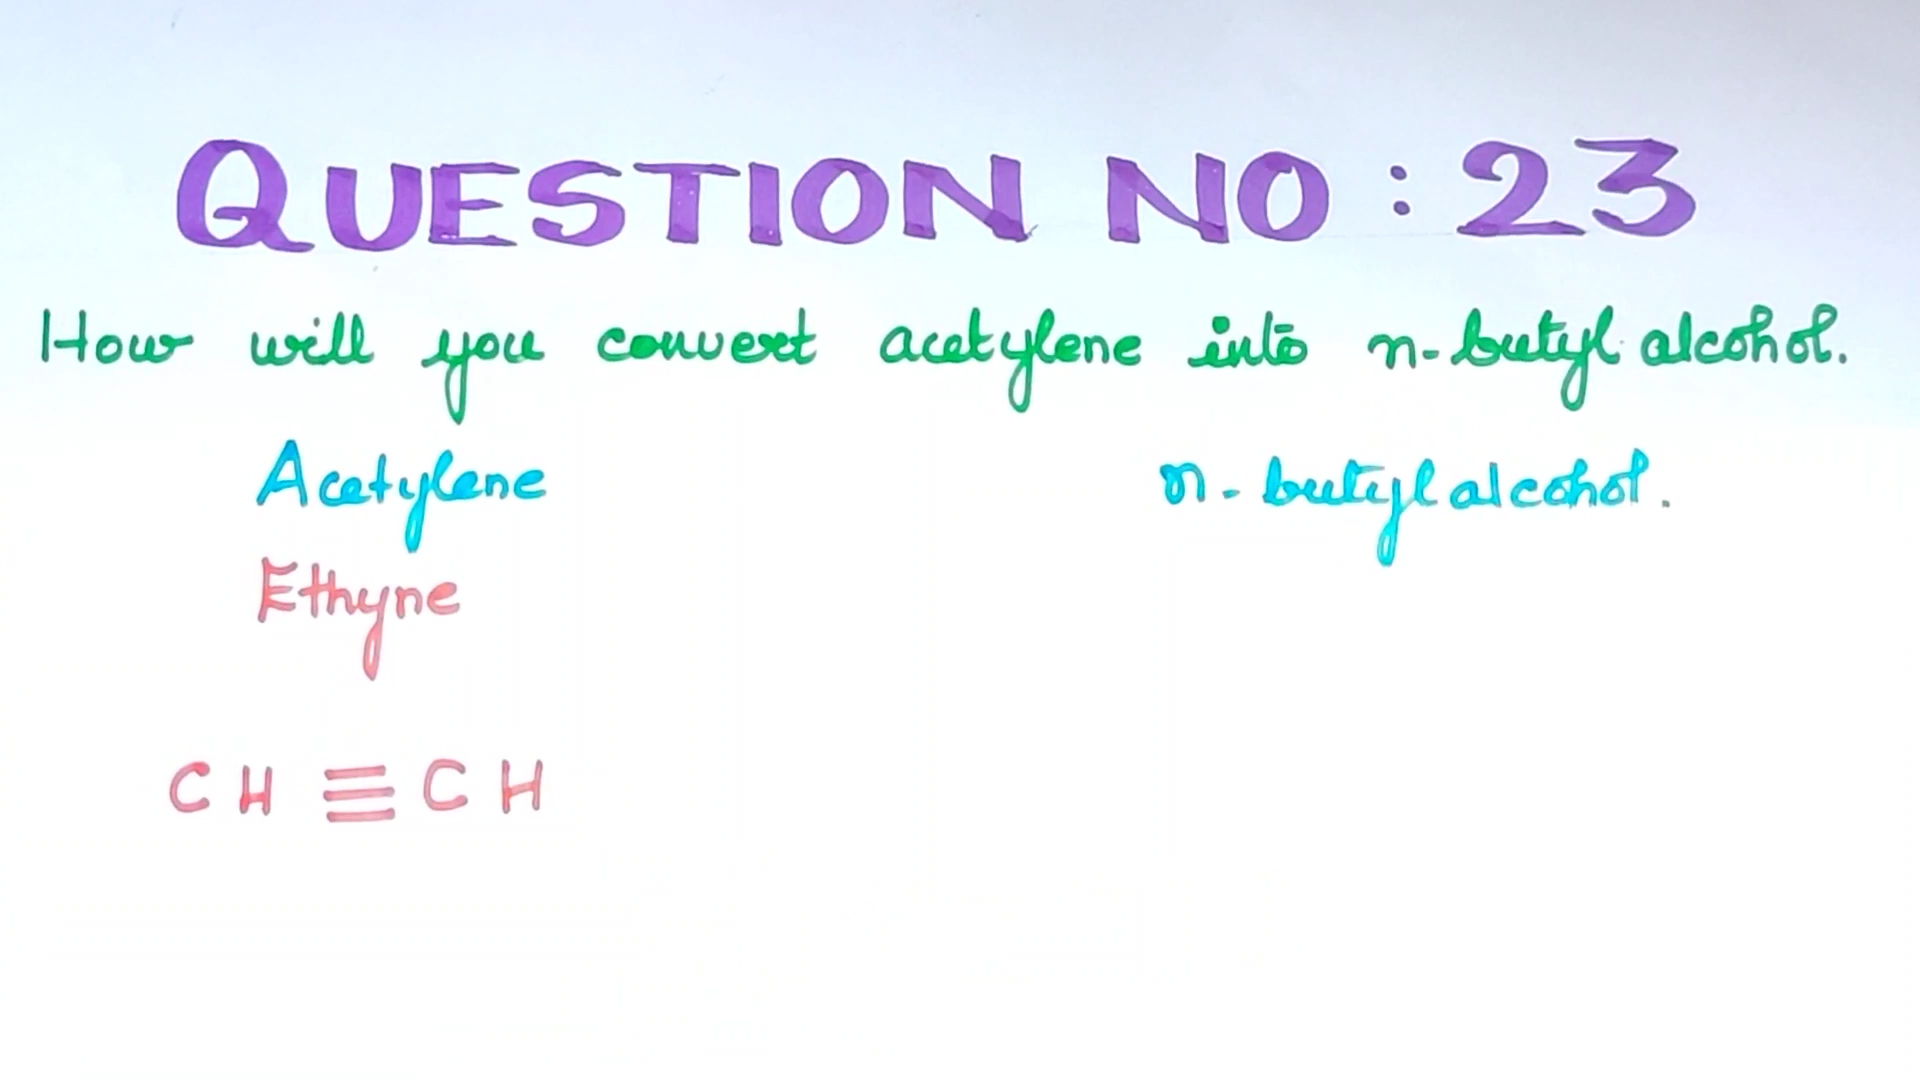 QUESTION NO : 23
How will you convert acetylene into n-butyl alcohol.
Acetylene n-butyl alcohol.
Ethyne
CH ≡ CH